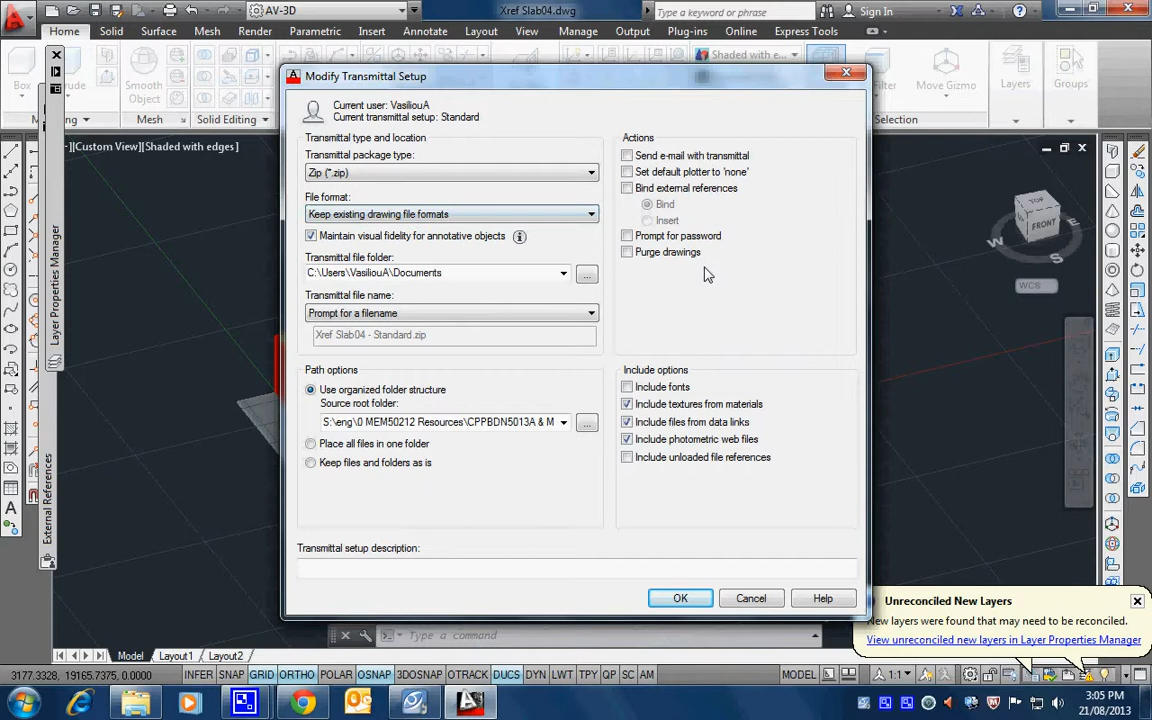 AV-3D
Xref Slab04.dwg
Type a keyword or phrase
Sign In
Home Solid Surface Mesh Render Parametric Insert Annotate Layout View Manage Output Plug-ins Online Express Tools
Shaded with e...
Box
Smooth
Object
Mesh
Solid Editing
Filter
Move Gizmo
Layers
Groups
Selection
[Custom View][Shaded with edges]
Layer Properties Manager
External References
TOP
FRONT
W
S
E
WCS
Modify Transmittal Setup
Current user: VasiliouA
Current transmittal setup: Standard
Transmittal type and location
Transmittal package type:
Zip (*.zip)
File format:
Keep existing drawing file formats
Maintain visual fidelity for annotative objects
Transmittal file folder:
C:\Users\VasiliouA\Documents
...
Transmittal file name:
Prompt for a filename
Xref Slab04 - Standard.zip
Actions
Send e-mail with transmittal
Set default plotter to 'none'
Bind external references
Bind
Insert
Prompt for password
Purge drawings
Path options
Use organized folder structure
Source root folder:
S:\eng\0 MEM50212 Resources\CPPBDN5013A & M
...
Place all files in one folder
Keep files and folders as is
Include options
Include fonts
Include textures from materials
Include files from data links
Include photometric web files
Include unloaded file references
Transmittal setup description:
OK Cancel Help
Unreconciled New Layers
New layers were found that may need to be reconciled.
View unreconciled new layers in Layer Properties Manager
Type a command
Model Layout1 Layout2
3177.3328, 19165.7375, 0.0000
INFER SNAP GRID ORTHO POLAR OSNAP 3DOSNAP OTRACK DUCS DYN LWT TPY QP SC AM
MODEL
1:1
3:05 PM
21/08/2013